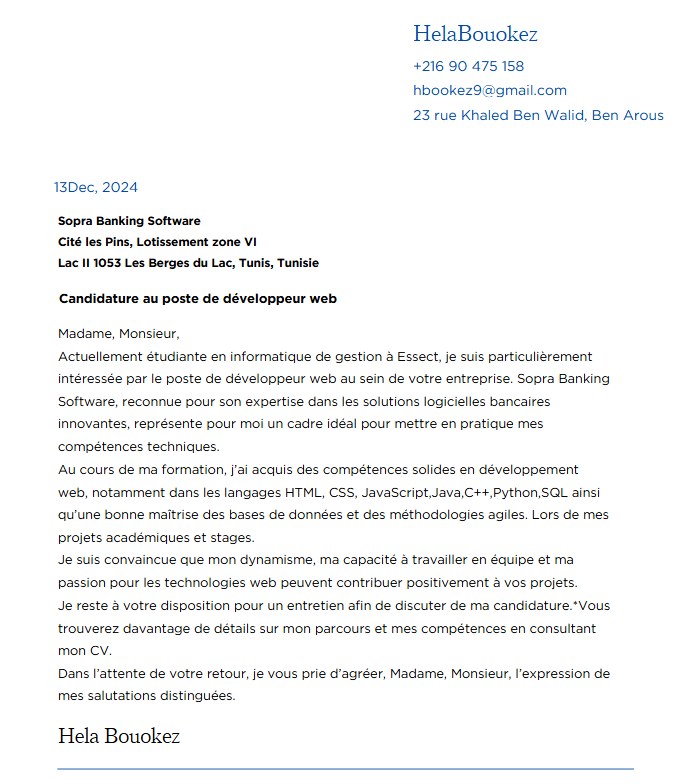 HelaBouokez
+216 90 475 158
hbookez9@gmail.com
23 rue Khaled Ben Walid, Ben Arous
13Dec, 2024
Sopra Banking Software
Cité les Pins, Lotissement zone VI
Lac II 1053 Les Berges du Lac, Tunis, Tunisie
Candidature au poste de développeur web
Madame, Monsieur,
Actuellement étudiante en informatique de gestion à Essect, je suis particulièrement
intéressée par le poste de développeur web au sein de votre entreprise. Sopra Banking
Software, reconnue pour son expertise dans les solutions logicielles bancaires
innovantes, représente pour moi un cadre idéal pour mettre en pratique mes
compétences techniques.
Au cours de ma formation, j'ai acquis des compétences solides en développement
web, notamment dans les langages HTML, CSS, JavaScript,Java,C++,Python,SQL ainsi
qu'une bonne maîtrise des bases de données et des méthodologies agiles. Lors de mes
projets académiques et stages.
Je suis convaincue que mon dynamisme, ma capacité à travailler en équipe et ma
passion pour les technologies web peuvent contribuer positivement à vos projets.
Je reste à votre disposition pour un entretien afin de discuter de ma candidature.*Vous
trouverez davantage de détails sur mon parcours et mes compétences en consultant
mon CV.
Dans l'attente de votre retour, je vous prie d'agréer, Madame, Monsieur, l'expression de
mes salutations distinguées.
Hela Bouokez